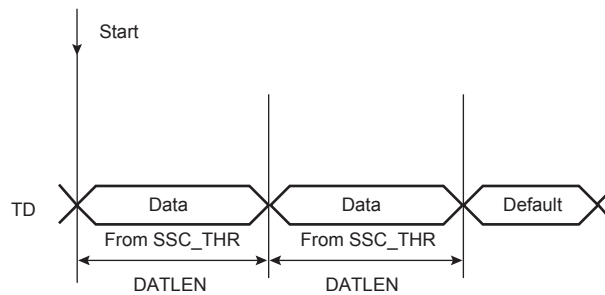 Start
TD
Data
Data
Default
From SSC_THR
From SSC_THR
DATLEN
DATLEN